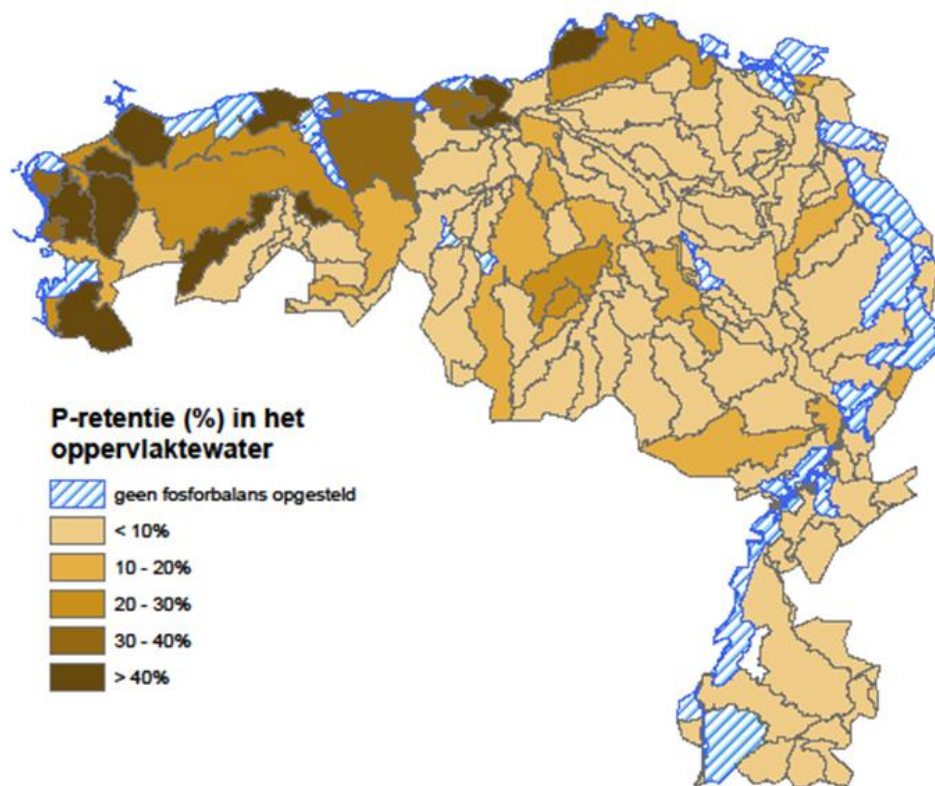 P-retentie (%) in het
oppervlaktewater
geen fosforbalans opgesteld
< 10%
10 - 20%
20 - 30%
30 - 40%
> 40%